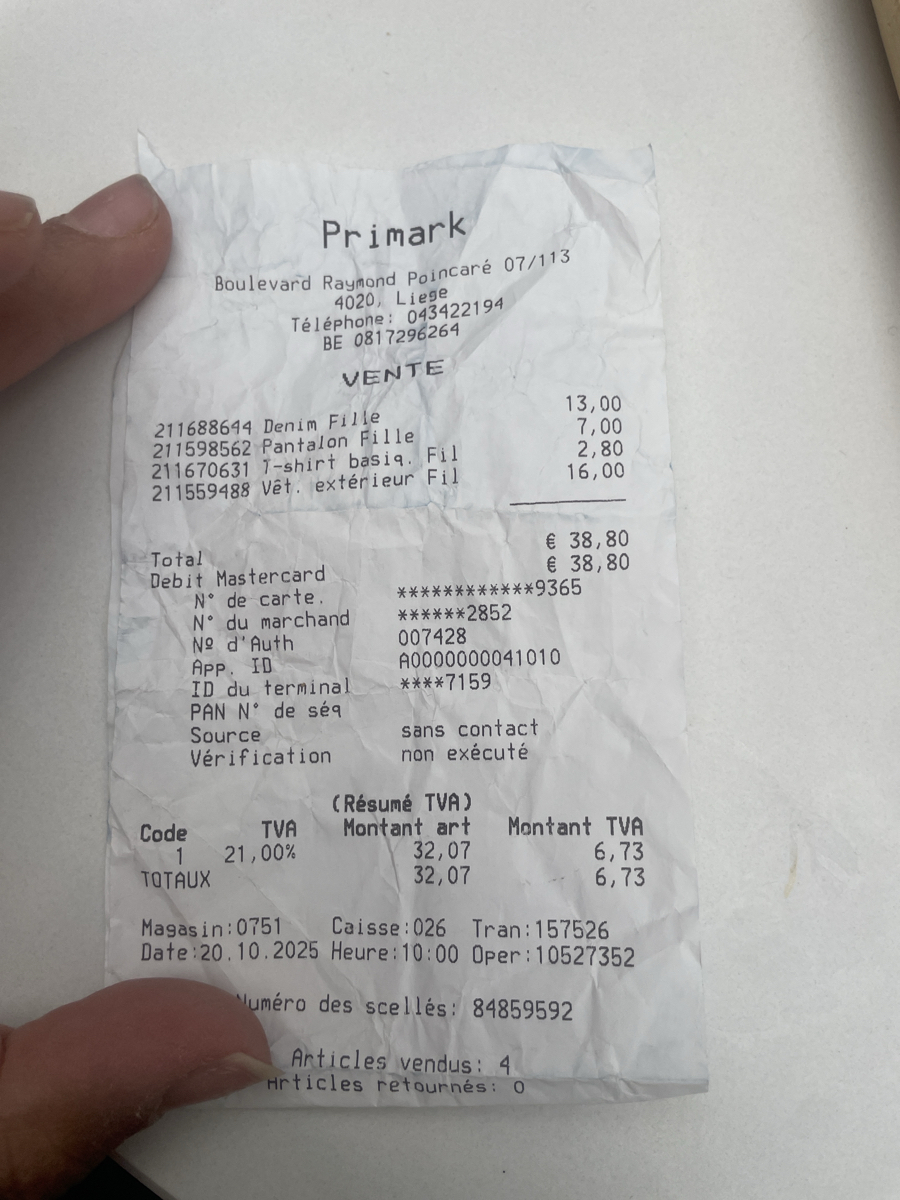 Primark
Boulevard Raymond Poincaré 07/113
4020, Liege
Téléphone: 043422194
BE 0817296264
VENTE
211688644 Denim Fille 13,00
211598562 Pantalon Fille 7,00
211670631 T-shirt basiq. Fil 2,80
211559488 Vêt. extérieur Fil 16,00
Total € 38,80
Debit Mastercard € 38,80
N° de carte. ************9365
N° du marchand ******2852
Nº d'Auth 007428
App. ID A0000000041010
ID du terminal ****7159
PAN N° de séq
Source sans contact
Vérification non exécuté
(Résumé TVA)
Code TVA Montant art Montant TVA
1 21,00% 32,07 6,73
TOTAUX 32,07 6,73
Magasin:0751 Caisse:026 Tran:157526
Date:20.10.2025 Heure:10:00 Oper:10527352
Numéro des scellés: 84859592
Articles vendus: 4
Articles retournés: 0